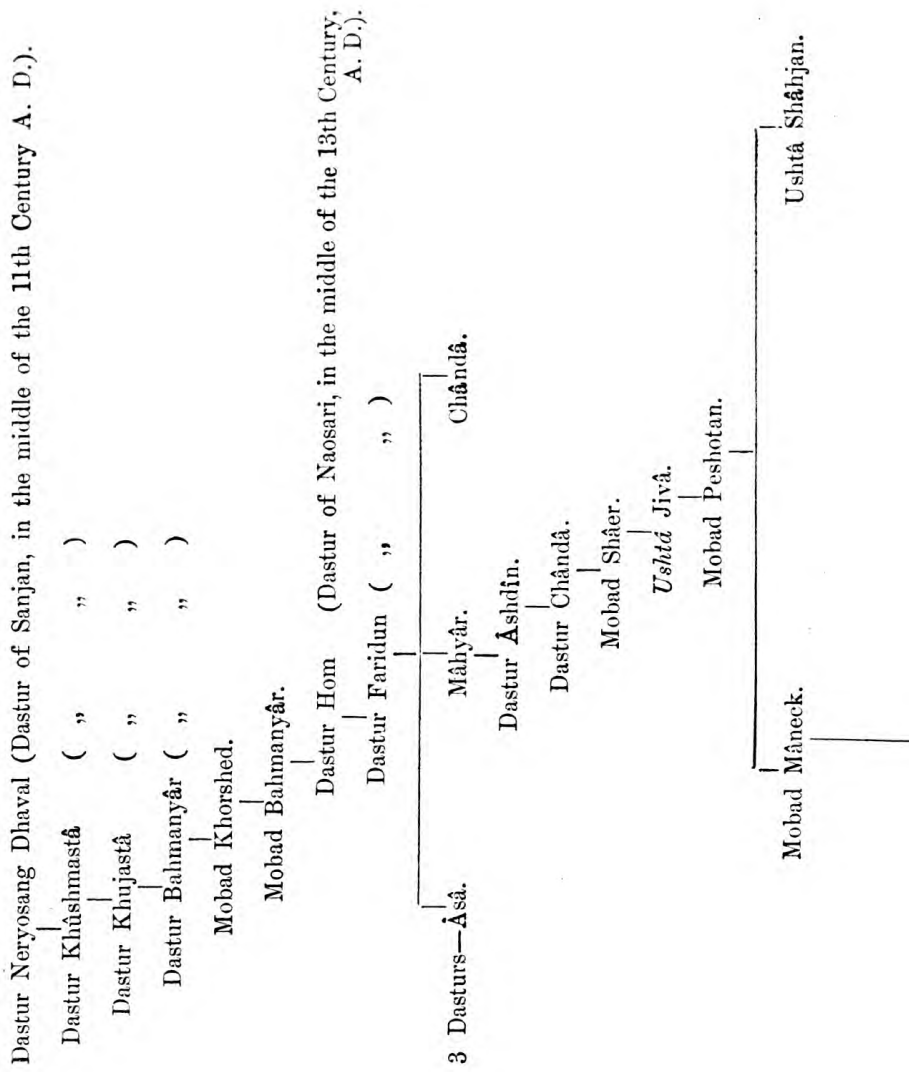 Dastur Neryosang Dhaval (Dastur of Sanjan, in the middle of the 11th Century A. D.).
Dastur Khûshmastâ ( „ „ )
Dastur Khujastâ ( „ „ )
Dastur Bahmanyâr ( „ „ )
Mobad Khorshed.
Mobad Bahmanyâr.
Dastur Hom (Dastur of Naosari, in the middle of the 13th Century, A. D.).
Dastur Faridun ( „ „ )
3 Dasturs—Âsâ. Mâhyâr. Chândâ.
Dastur Âshdîn.
Dastur Chândâ.
Mobad Shâer.
Ushtâ Jivâ.
Mobad Peshotan.
Mobad Mâneck. Ushtâ Shâhjan.